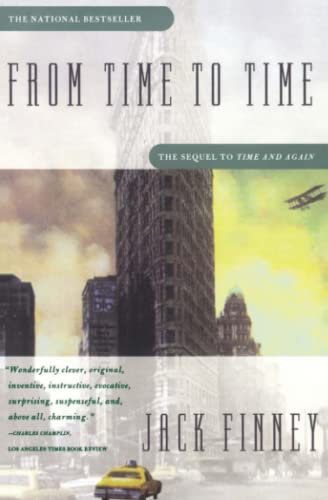 THE NATIONAL BESTSELLER
FROM TIME TO TIME
THE SEQUEL TO TIME AND AGAIN
"Wonderfully clever, original,
inventive, instructive, evocative,
surprising, suspenseful, and,
above all, charming."
—CHARLES CHAMPLIN,
LOS ANGELES TIMES BOOK REVIEW
JACK FINNEY